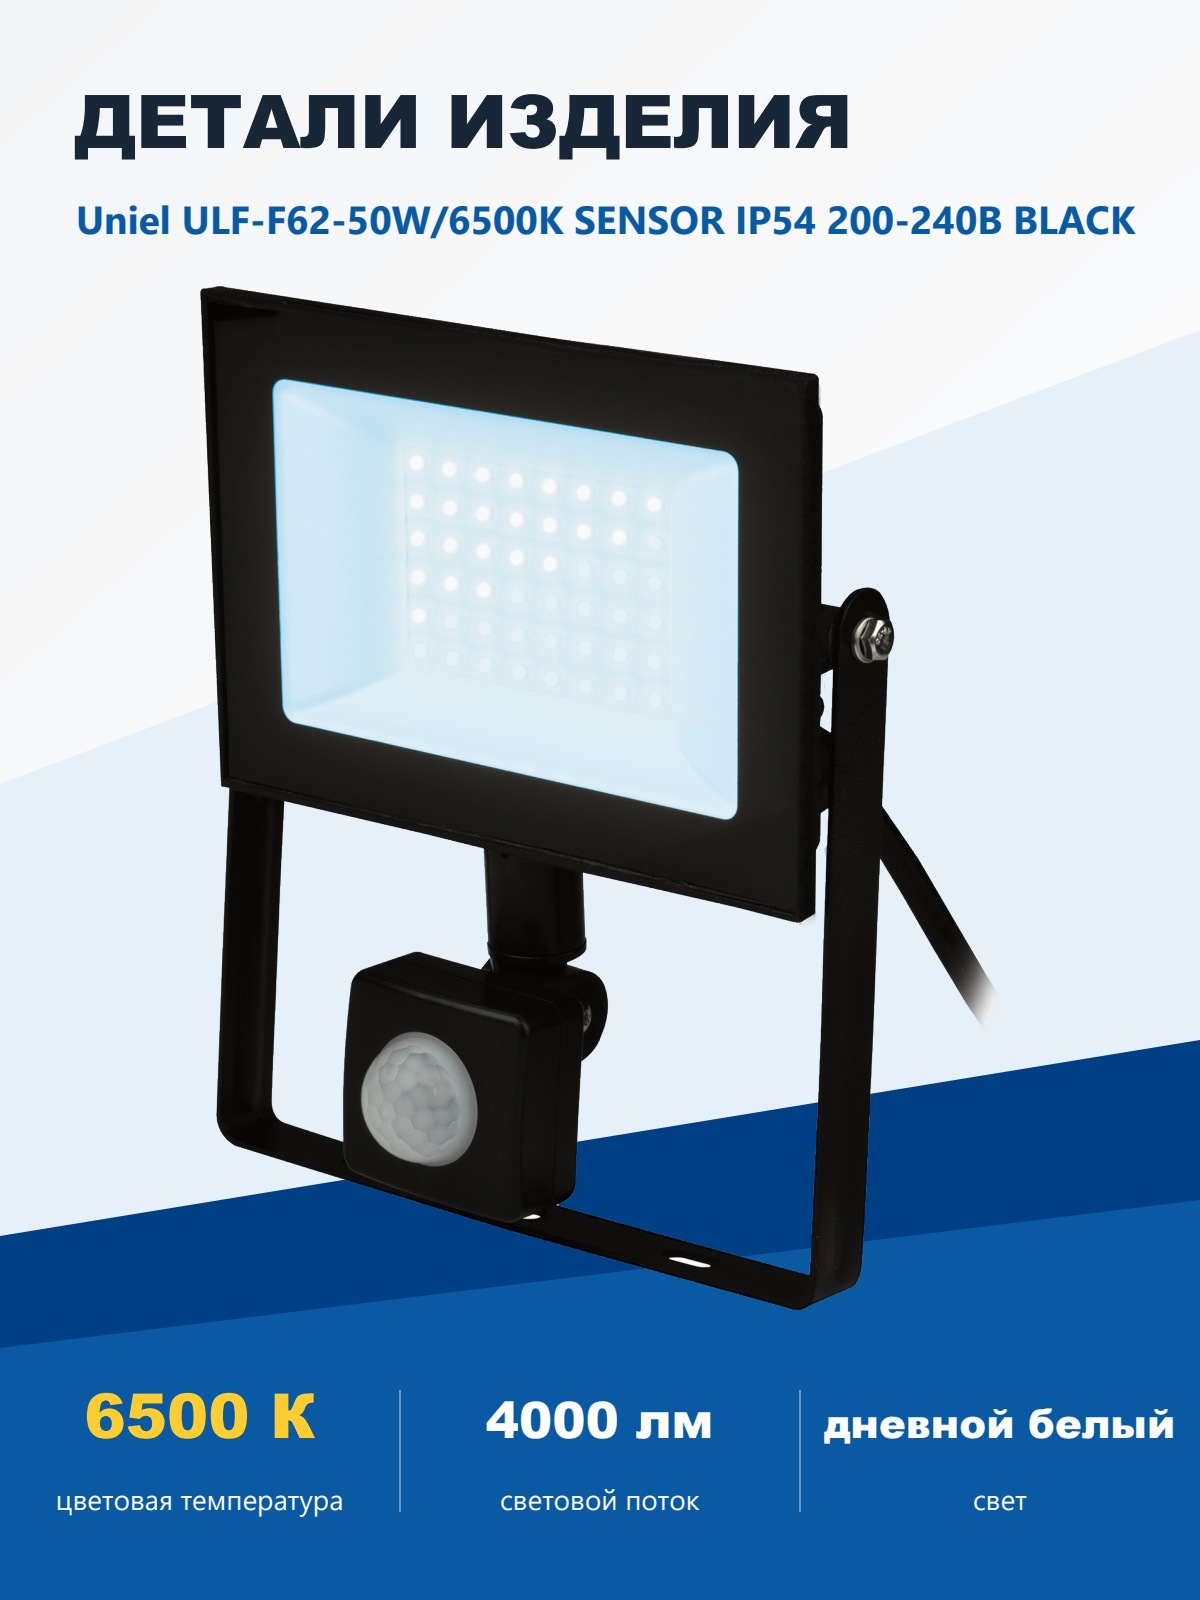 ДЕТАЛИ ИЗДЕЛИЯ
Uniel ULF-F62-50W/6500K SENSOR IP54 200-240В BLACK
6500 К
цветовая температура
4000 лм
световой поток
дневной белый
свет